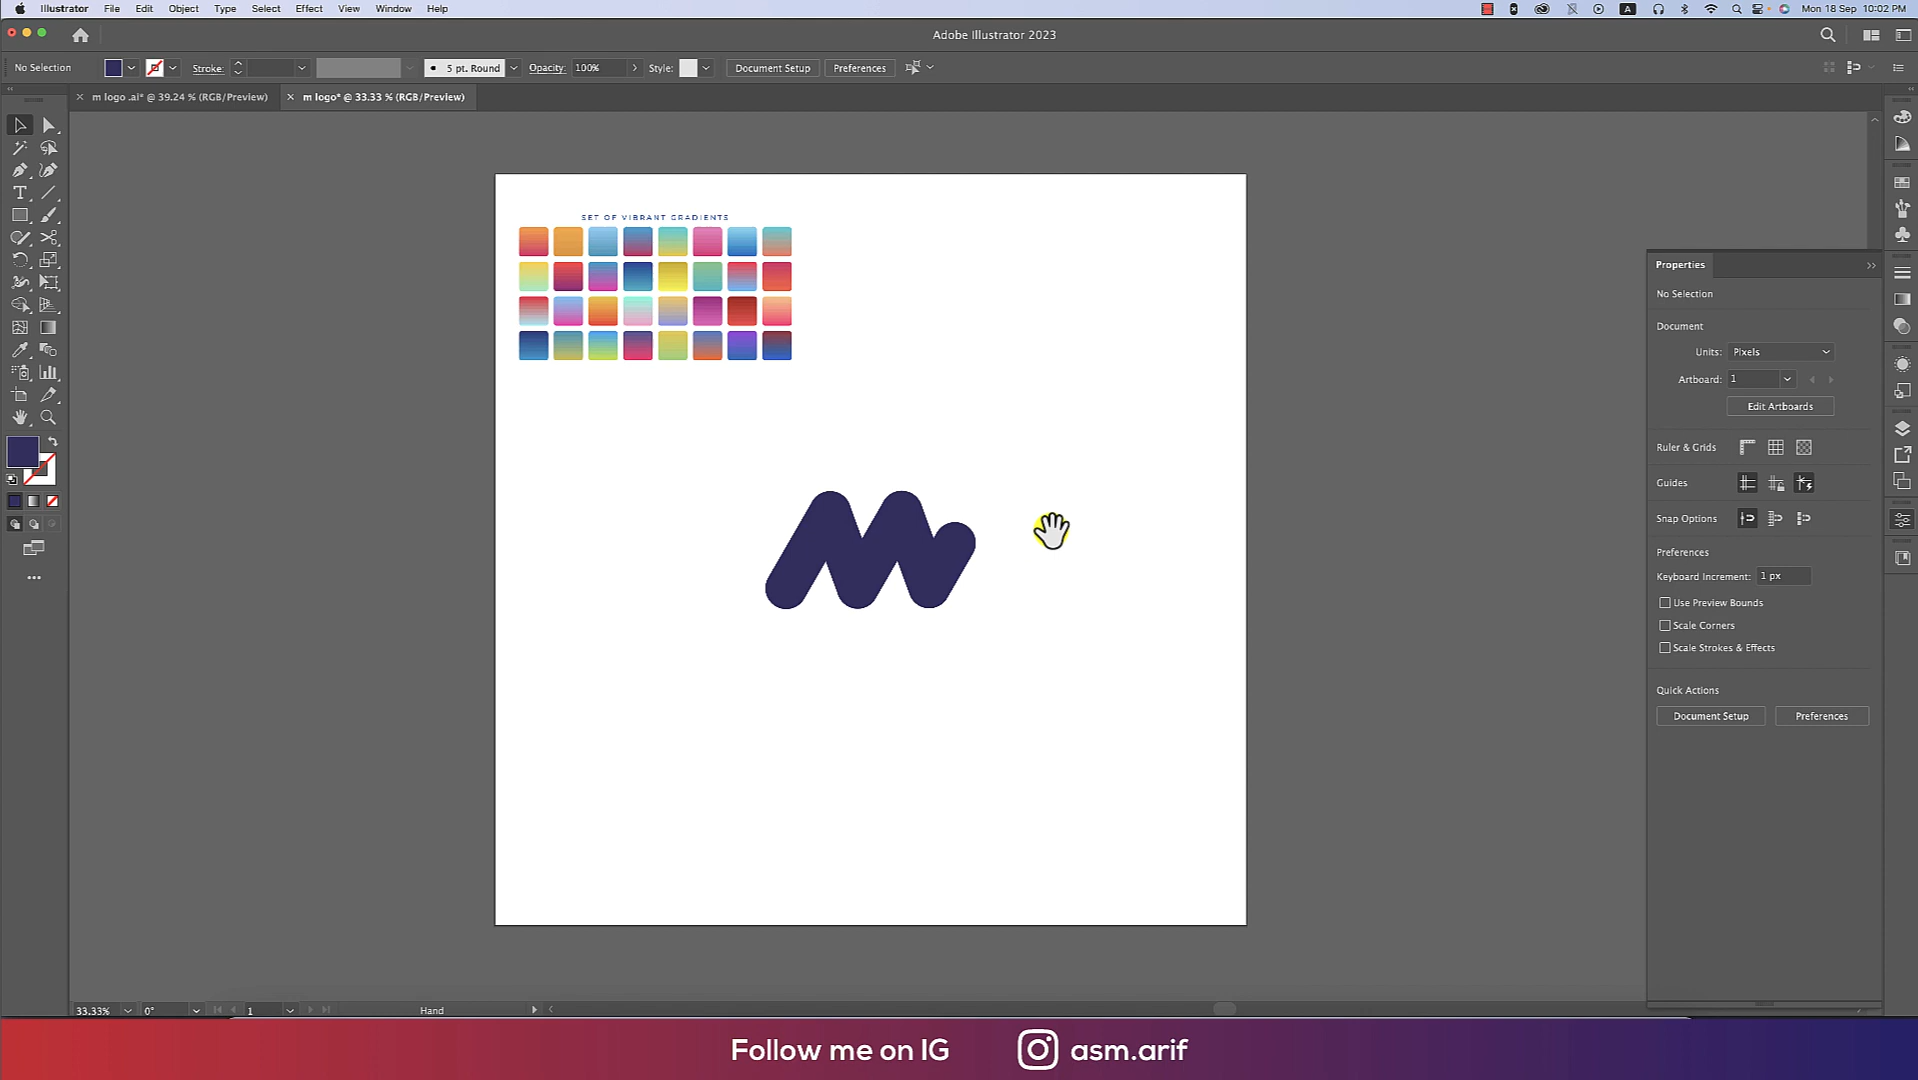 Illustrator File Edit Object Type Select Effect View Window Help
A Mon 18 Sep 10:02 PM
Adobe Illustrator 2023
No Selection Stroke: 5 pt. Round Opacity: 100% Style: Document Setup Preferences
m logo .ai* @ 39.24 % (RGB/Preview) m logo* @ 33.33 % (RGB/Preview)
SET OF VIBRANT GRADIENTS
Properties
No Selection
Document
Units: Pixels
Artboard: 1
Edit Artboards
Ruler & Grids
Guides
Snap Options
Preferences
Keyboard Increment: 1 px
Use Preview Bounds
Scale Corners
Scale Strokes & Effects
Quick Actions
Document Setup Preferences
33.33% 0° 1 Hand
Follow me on IG asm.arif